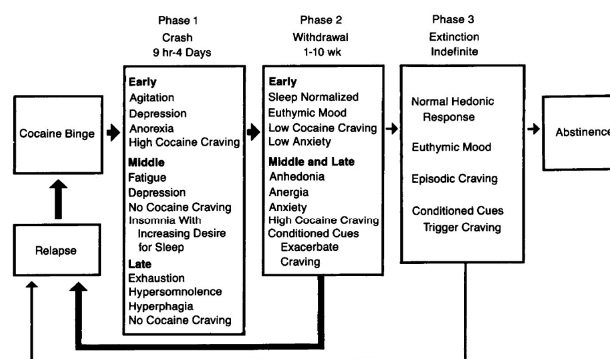 Phase 1
Crash
9 hr-4 Days
Phase 2
Withdrawal
1-10 wk
Phase 3
Extinction
Indefinite
Cocaine Binge
Relapse
Early
Agitation
Depression
Anorexia
High Cocaine Craving
Middle
Fatigue
Depression
No Cocaine Craving
Insomnia With
Increasing Desire
for Sleep
Late
Exhaustion
Hypersomnolence
Hyperphagia
No Cocaine Craving
Early
Sleep Normalized
Euthymic Mood
Low Cocaine Craving
Low Anxiety
Middle and Late
Anhedonia
Anergia
Anxiety
High Cocaine Craving
Conditioned Cues
Exacerbate
Craving
Normal Hedonic
Response
Euthymic Mood
Episodic Craving
Conditioned Cues
Trigger Craving
Abstinence